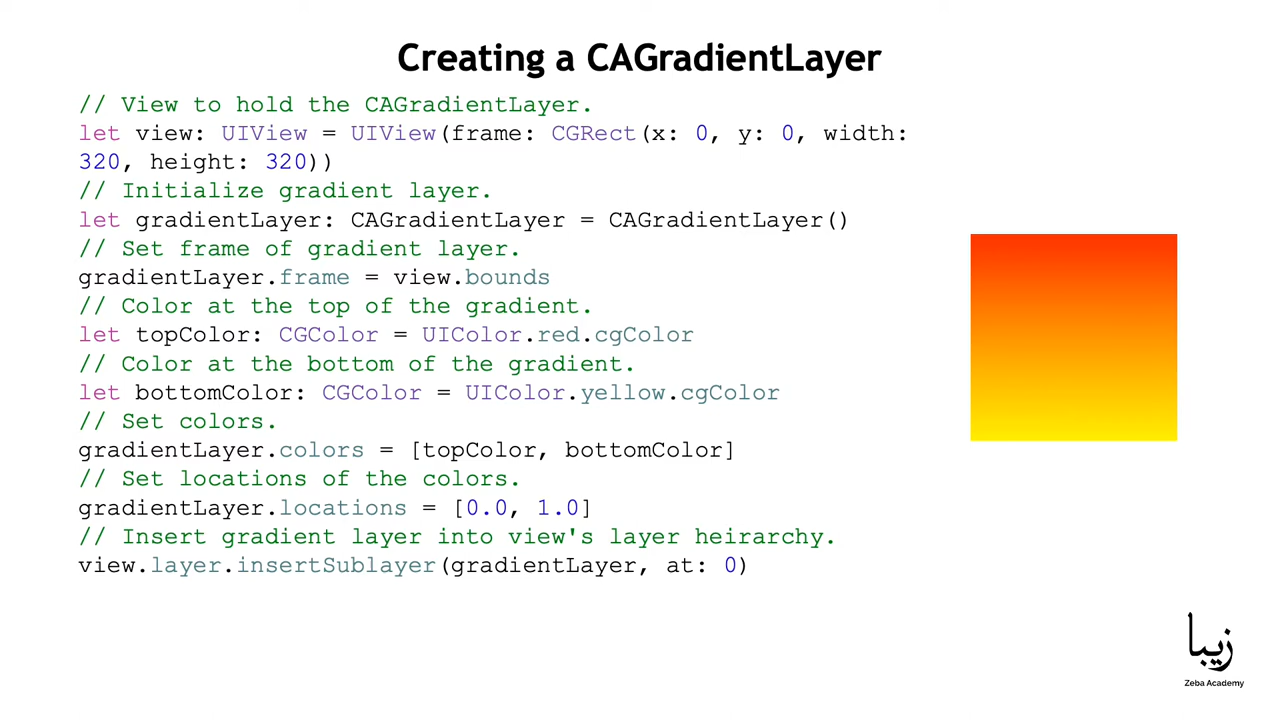 Creating a CAGradientLayer
// View to hold the CAGradientLayer.
let view: UIView = UIView(frame: CGRect(x: 0, y: 0, width:
320, height: 320))
// Initialize gradient layer.
let gradientLayer: CAGradientLayer = CAGradientLayer()
// Set frame of gradient layer.
gradientLayer.frame = view.bounds
// Color at the top of the gradient.
let topColor: CGColor = UIColor.red.cgColor
// Color at the bottom of the gradient.
let bottomColor: CGColor = UIColor.yellow.cgColor
// Set colors.
gradientLayer.colors = [topColor, bottomColor]
// Set locations of the colors.
gradientLayer.locations = [0.0, 1.0]
// Insert gradient layer into view's layer heirarchy.
view.layer.insertSublayer(gradientLayer, at: 0)
زیبا
Zeba Academy